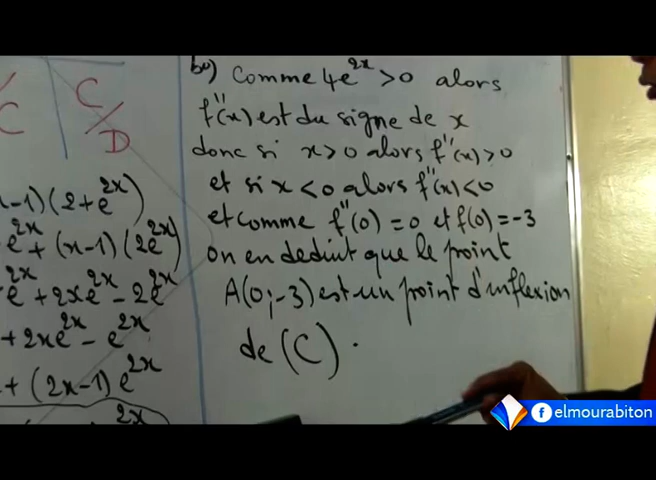 C
C/D
-1)(2+e^2x)
e^2x + (x-1)(2e^2x)
e^2x + 2xe^2x - 2e^2x
+ 2xe^2x - e^2x
+ (2x-1)e^2x
2x
bo) Comme 4e^2x > 0 alors
f''(x) est du signe de x
donc si x > 0 alors f''(x) > 0
et si x < 0 alors f''(x) < 0
et comme f''(0) = 0 et f(0) = -3
on en deduit que le point
A(0;-3) est un point d'inflexion
de (C).
f elmourabiton